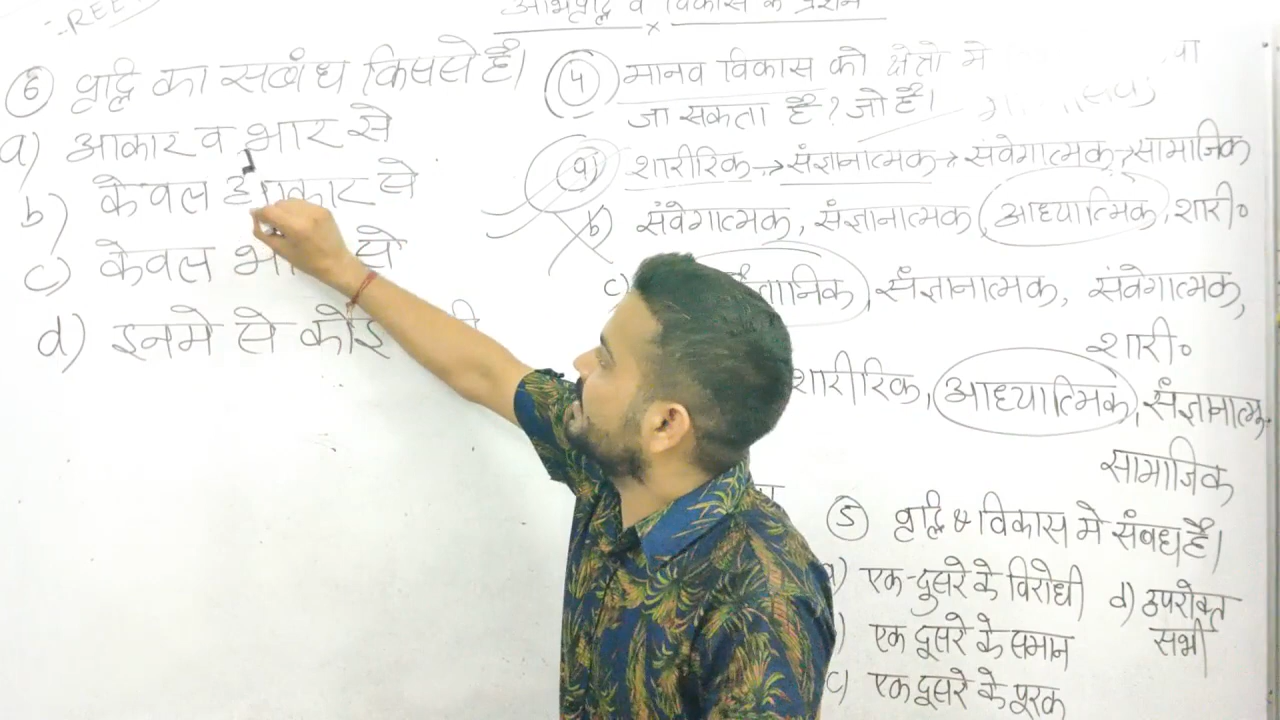 REE
अभिवृद्धि व विकास के प्रश्न
⑥ वृद्धि का सबंध किससे है।
a) आकार व भार से
b) केवल आकार से
c) केवल से
d) इनमे से कोई
④ मानव विकास को क्षेत्रो मे
जा सकता है? जो है।
a) शारीरिक → संज्ञानात्मक → संवेगात्मक → सामाजिक
b) संवेगात्मक, संज्ञानात्मक, आध्यात्मिक, शारी०
c) संज्ञानात्मक, संवेगात्मक,
शारी०
शारीरिक, आध्यात्मिक, संज्ञानात्म.
सामाजिक
⑤ वृद्धि & विकास मे संबध है।
a) एक-दुसरे के विरोधी
एक दूसरे के समान
c) एक दूसरे के पूरक
d) उपरोक्त
सभी